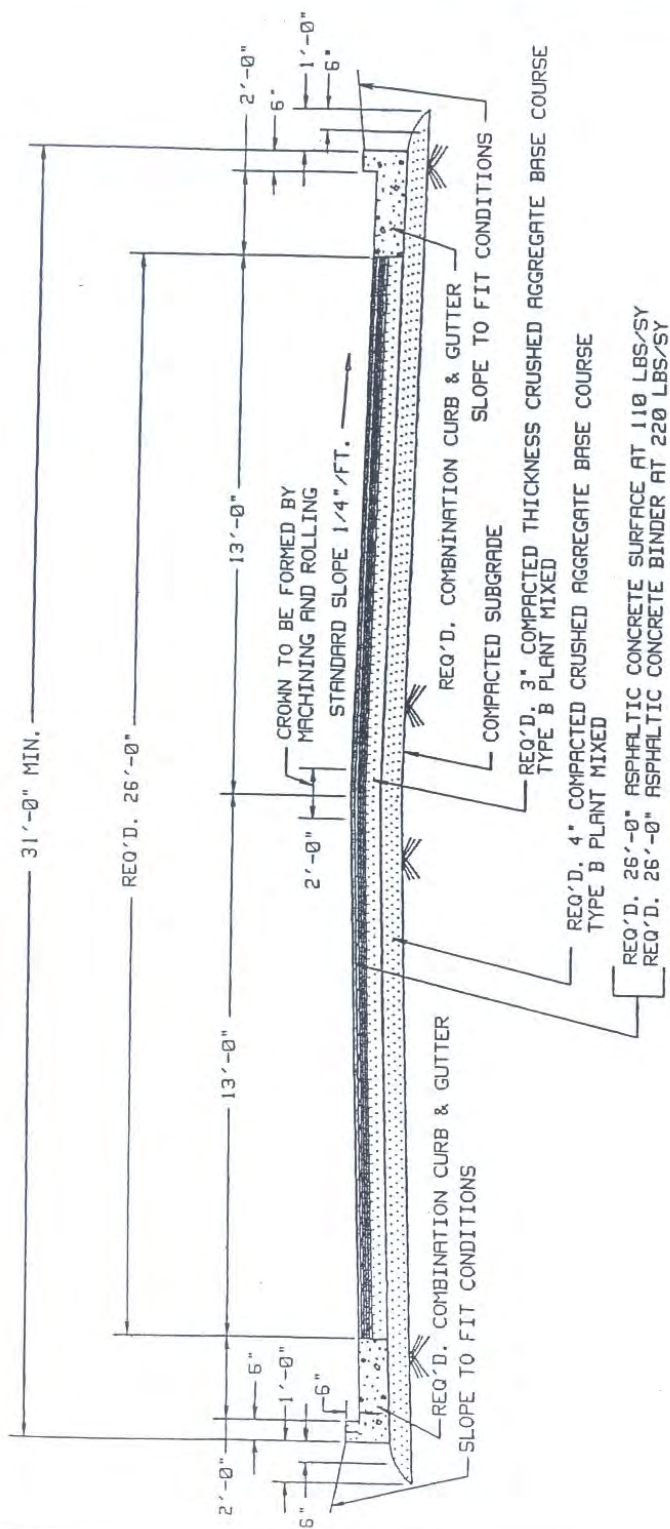 31'-0" MIN.
REQ'D. 26'-0"
2'-0"
6"
1'-0"
6"
6"
13'-0"
13'-0"
2'-0"
6"
1'-0"
6"
2'-0"
CROWN TO BE FORMED BY
MACHINING AND ROLLING
STANDARD SLOPE 1/4"/FT.
REQ'D. COMBINATION CURB & GUTTER
SLOPE TO FIT CONDITIONS
REQ'D. COMBNINATION CURB & GUTTER
SLOPE TO FIT CONDITIONS
COMPACTED SUBGRADE
REQ'D. 3" COMPACTED THICKNESS CRUSHED AGGREGATE BASE COURSE
TYPE B PLANT MIXED
REQ'D. 4" COMPACTED CRUSHED AGGREGATE BASE COURSE
TYPE B PLANT MIXED
REQ'D. 26'-0" ASPHALTIC CONCRETE SURFACE AT 110 LBS/SY
REQ'D. 26'-0" ASPHALTIC CONCRETE BINDER AT 220 LBS/SY